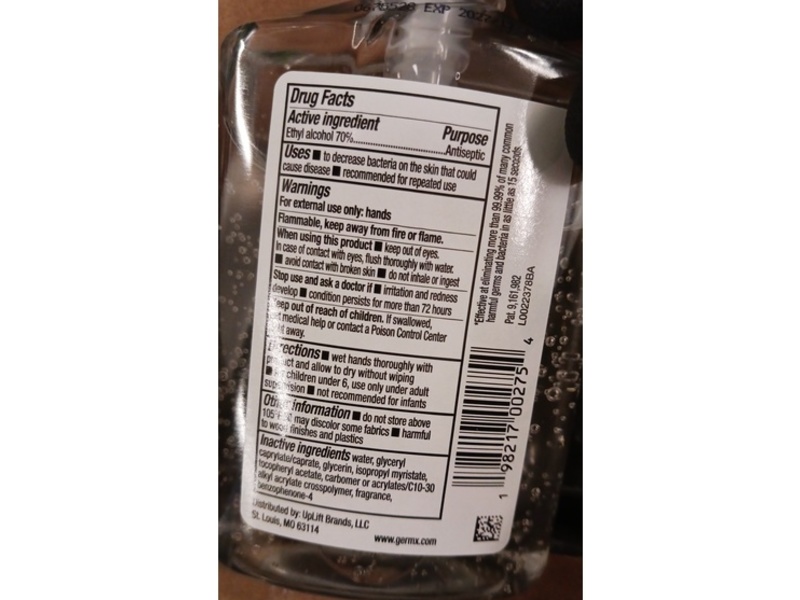 EXP
Drug Facts
Active ingredient Purpose
Ethyl alcohol 70%..............................Antiseptic
Uses ■ to decrease bacteria on the skin that could
cause disease ■ recommended for repeated use
Warnings
For external use only: hands
Flammable, keep away from fire or flame.
When using this product ■ keep out of eyes.
In case of contact with eyes, flush thoroughly with water.
■ avoid contact with broken skin ■ do not inhale or ingest
Stop use and ask a doctor if ■ irritation and redness
develop ■ condition persists for more than 72 hours
Keep out of reach of children. If swallowed,
get medical help or contact a Poison Control Center
right away.
Directions ■ wet hands thoroughly with
product and allow to dry without wiping
■ for children under 6, use only under adult
supervision ■ not recommended for infants
Other information ■ do not store above
105° may discolor some fabrics ■ harmful
to wood finishes and plastics
Inactive ingredients water, glyceryl
caprylate/caprate, glycerin, isopropyl myristate,
tocopheryl acetate, carbomer or acrylates/C10-30
alkyl acrylate crosspolymer, fragrance,
benzophenone-4
Distributed by: UpLift Brands, LLC
St. Louis, MO 63114
www.germx.com
*Effective at eliminating more than 99.99% of many common
harmful germs and bacteria in as little as 15 seconds.
Pat. 9,161,982
L0022378BA
1 98217 00275 4